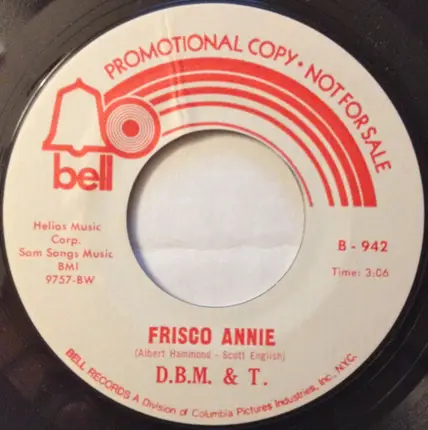 PROMOTIONAL COPY • NOT FOR SALE
bell
Helios Music
Corp.
Sam Songs Music
BMI
9757-BW
B - 942
Time: 3:06
FRISCO ANNIE
(Albert Hammond - Scott English)
D.B.M. & T.
BELL RECORDS A Division of Columbia Pictures Industries, Inc., N.Y.C.